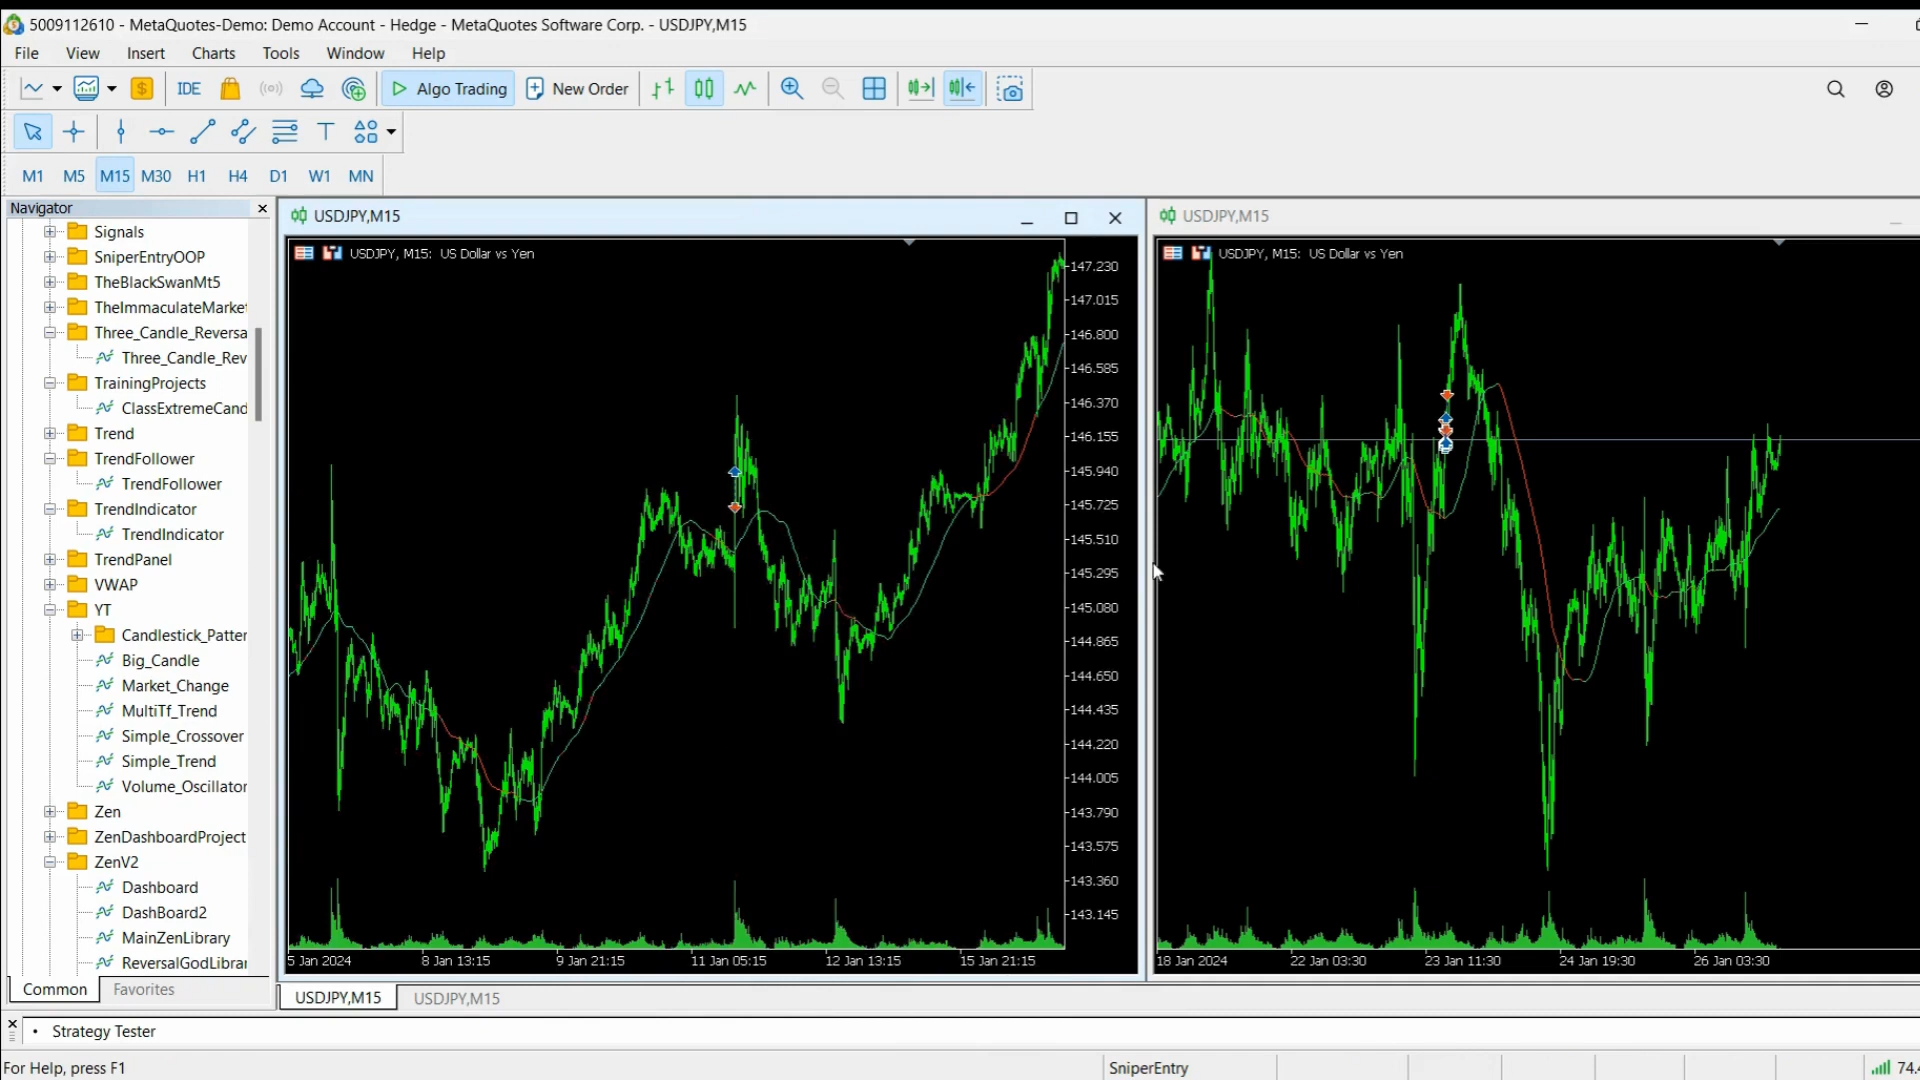 5009112610 - MetaQuotes-Demo: Demo Account - Hedge - MetaQuotes Software Corp. - USDJPY,M15
File View Insert Charts Tools Window Help
IDE Algo Trading New Order
T
M1 M5 M15 M30 H1 H4 D1 W1 MN
Navigator
Signals
SniperEntryOOP
TheBlackSwanMt5
TheImmaculateMarket
Three_Candle_Reversa
Three_Candle_Rev
TrainingProjects
ClassExtremeCand
Trend
TrendFollower
TrendFollower
TrendIndicator
TrendIndicator
TrendPanel
VWAP
YT
Candlestick_Patter
Big_Candle
Market_Change
MultiTf_Trend
Simple_Crossover
Simple_Trend
Volume_Oscillator
Zen
ZenDashboardProject
ZenV2
Dashboard
DashBoard2
MainZenLibrary
ReversalGodLibrar
Common Favorites
USDJPY,M15
USDJPY, M15: US Dollar vs Yen
147.230
147.015
146.800
146.585
146.370
146.155
145.940
145.725
145.510
145.295
145.080
144.865
144.650
144.435
144.220
144.005
143.790
143.575
143.360
143.145
5 Jan 2024 8 Jan 13:15 9 Jan 21:15 11 Jan 05:15 12 Jan 13:15 15 Jan 21:15
USDJPY,M15
USDJPY, M15: US Dollar vs Yen
18 Jan 2024 22 Jan 03:30 23 Jan 11:30 24 Jan 19:30 26 Jan 03:30
USDJPY,M15 USDJPY,M15
Strategy Tester
For Help, press F1 SniperEntry